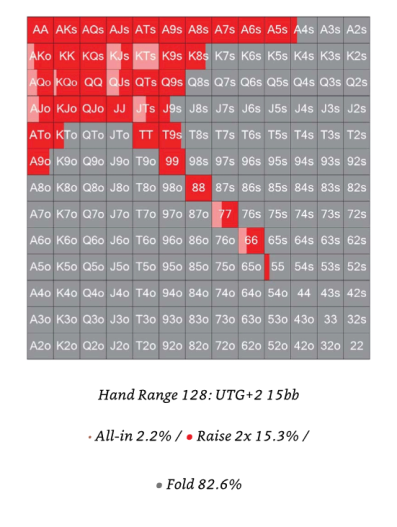 AA AKs AQs AJs ATs A9s A8s A7s A6s A5s A4s A3s A2s
AKo KK KQs KJs KTs K9s K8s K7s K6s K5s K4s K3s K2s
AQo KQo QQ QJs QTs Q9s Q8s Q7s Q6s Q5s Q4s Q3s Q2s
AJo KJo QJo JJ JTs J9s J8s J7s J6s J5s J4s J3s J2s
ATo KTo QTo JTo TT T9s T8s T7s T6s T5s T4s T3s T2s
A9o K9o Q9o J9o T9o 99 98s 97s 96s 95s 94s 93s 92s
A8o K8o Q8o J8o T8o 98o 88 87s 86s 85s 84s 83s 82s
A7o K7o Q7o J7o T7o 97o 87o 77 76s 75s 74s 73s 72s
A6o K6o Q6o J6o T6o 96o 86o 76o 66 65s 64s 63s 62s
A5o K5o Q5o J5o T5o 95o 85o 75o 65o 55 54s 53s 52s
A4o K4o Q4o J4o T4o 94o 84o 74o 64o 54o 44 43s 42s
A3o K3o Q3o J3o T3o 93o 83o 73o 63o 53o 43o 33 32s
A2o K2o Q2o J2o T2o 92o 82o 72o 62o 52o 42o 32o 22
Hand Range 128: UTG+2 15bb
• All-in 2.2% / • Raise 2x 15.3% /
• Fold 82.6%